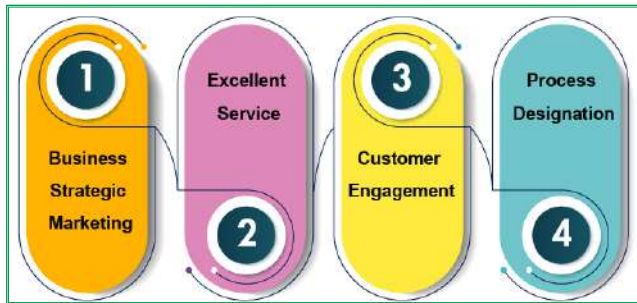 1
Business
Strategic
Marketing
Excellent
Service
2
3
Customer
Engagement
Process
Designation
4